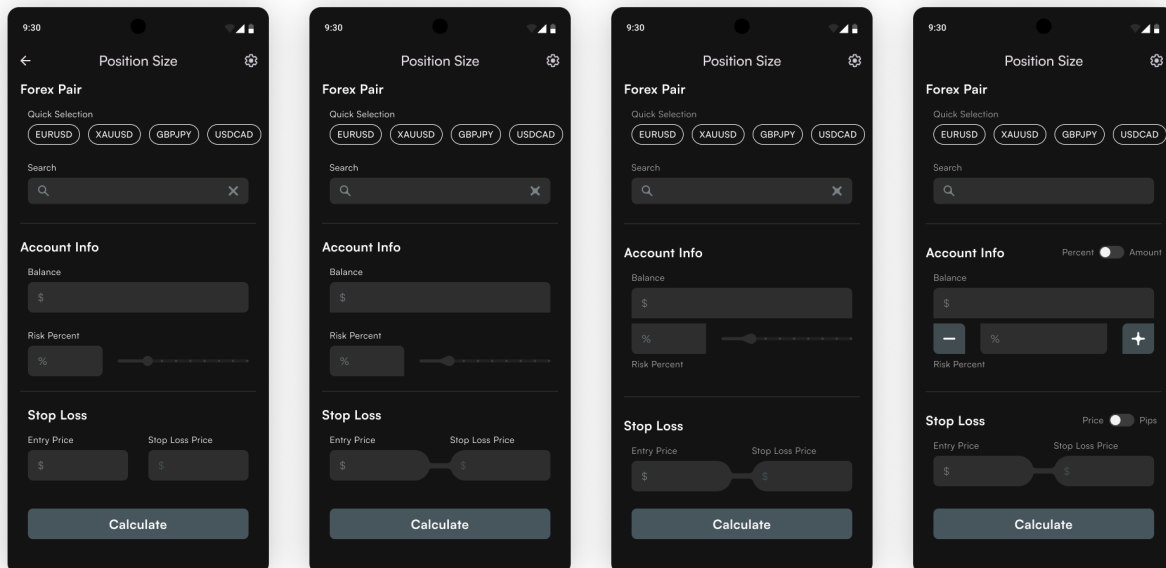 9:30
Position Size
Forex Pair
Quick Selection
EURUSD XAUUSD GBPJPY USDCAD
Search
Account Info
Balance
$
Risk Percent
%
Stop Loss
Entry Price Stop Loss Price
$ $
Calculate
9:30
Position Size
Forex Pair
Quick Selection
EURUSD XAUUSD GBPJPY USDCAD
Search
Account Info
Balance
$
Risk Percent
%
Stop Loss
Entry Price Stop Loss Price
$ $
Calculate
9:30
Position Size
Forex Pair
Quick Selection
EURUSD XAUUSD GBPJPY USDCAD
Search
Account Info
Balance
$
%
Risk Percent
Stop Loss
Entry Price Stop Loss Price
$ $
Calculate
9:30
Position Size
Forex Pair
Quick Selection
EURUSD XAUUSD GBPJPY USDCAD
Search
Account Info Percent Amount
Balance
$
− % +
Risk Percent
Stop Loss Price Pips
Entry Price Stop Loss Price
$ $
Calculate